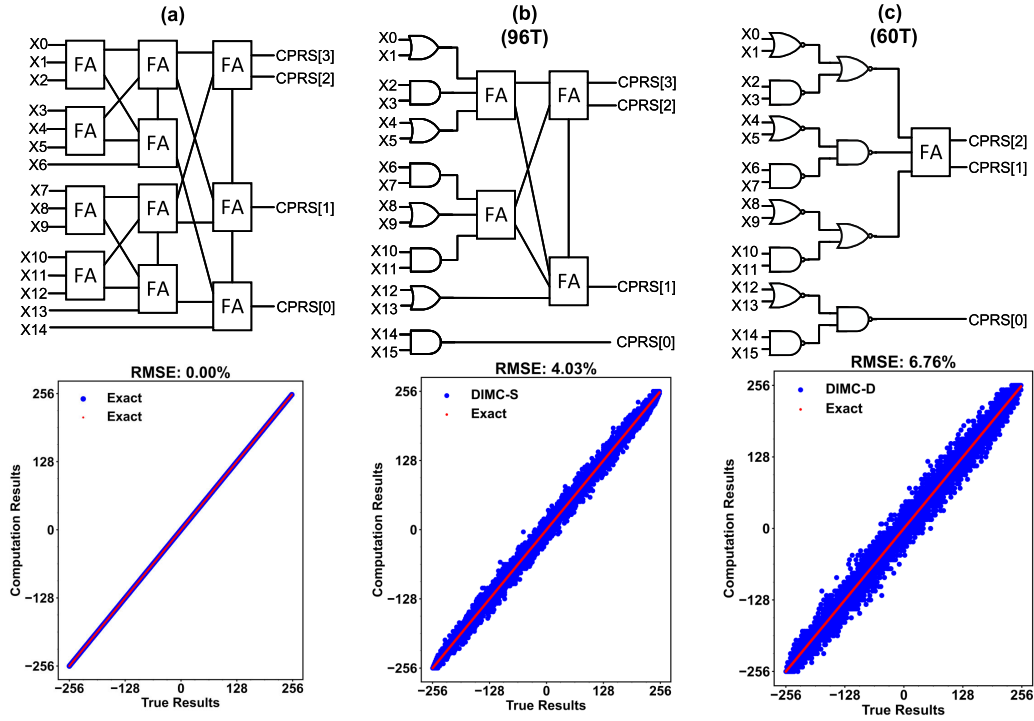 (a)
X0
X1
X2
X3
X4
X5
X6
X7
X8
X9
X10
X11
X12
X13
X14
FA
FA
FA
FA
FA
FA
FA
FA
FA
FA
FA
CPRS[3]
CPRS[2]
CPRS[1]
CPRS[0]
(b)
(96T)
X0
X1
X2
X3
X4
X5
X6
X7
X8
X9
X10
X11
X12
X13
X14
X15
FA
FA
FA
FA
CPRS[3]
CPRS[2]
CPRS[1]
CPRS[0]
(c)
(60T)
X0
X1
X2
X3
X4
X5
X6
X7
X8
X9
X10
X11
X12
X13
X14
X15
FA
CPRS[2]
CPRS[1]
CPRS[0]
RMSE: 0.00%
Exact
Exact
256
128
0
−128
−256
−256
−128
0
128
256
Computation Results
True Results
RMSE: 4.03%
DIMC-S
Exact
256
128
0
−128
−256
−256
−128
0
128
256
Computation Results
True Results
RMSE: 6.76%
DIMC-D
Exact
256
128
0
−128
−256
−256
−128
0
128
256
Computation Results
True Results